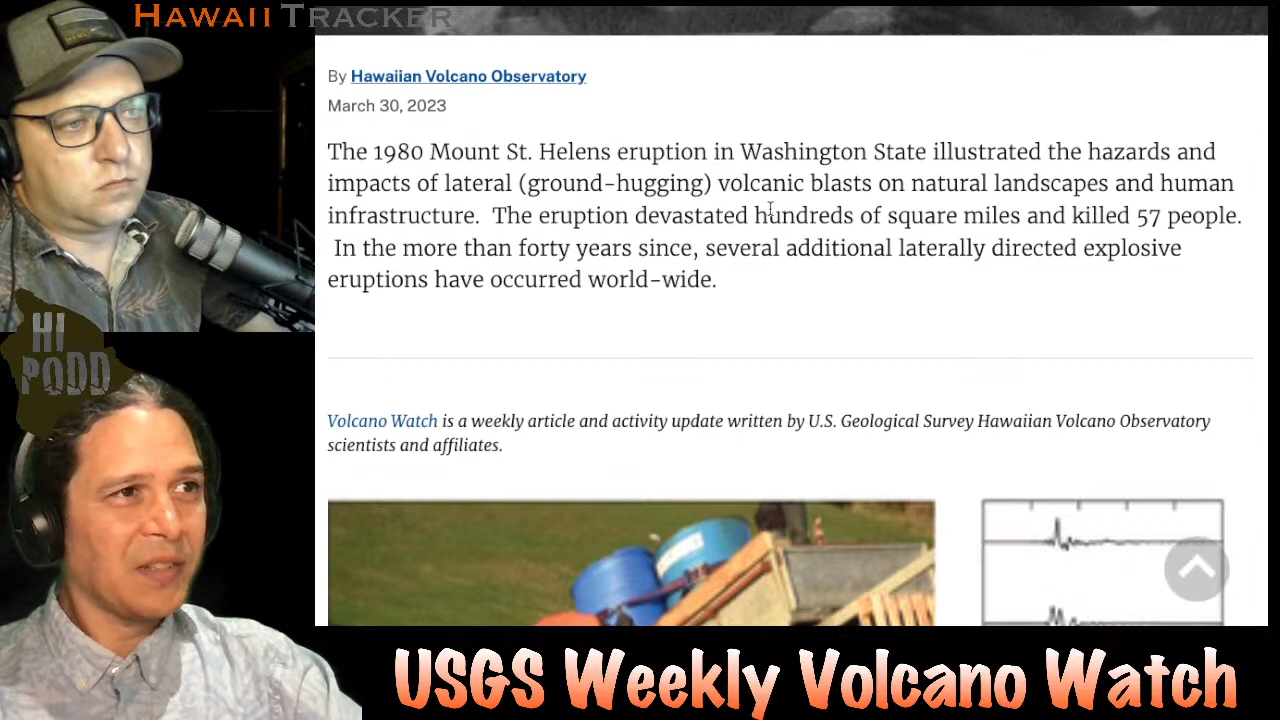 HAWAII TRACKER
By Hawaiian Volcano Observatory
March 30, 2023
The 1980 Mount St. Helens eruption in Washington State illustrated the hazards and
impacts of lateral (ground-hugging) volcanic blasts on natural landscapes and human
infrastructure. The eruption devastated hundreds of square miles and killed 57 people.
In the more than forty years since, several additional laterally directed explosive
eruptions have occurred world-wide.
HI
PODD
Volcano Watch is a weekly article and activity update written by U.S. Geological Survey Hawaiian Volcano Observatory
scientists and affiliates.
USGS Weekly Volcano Watch